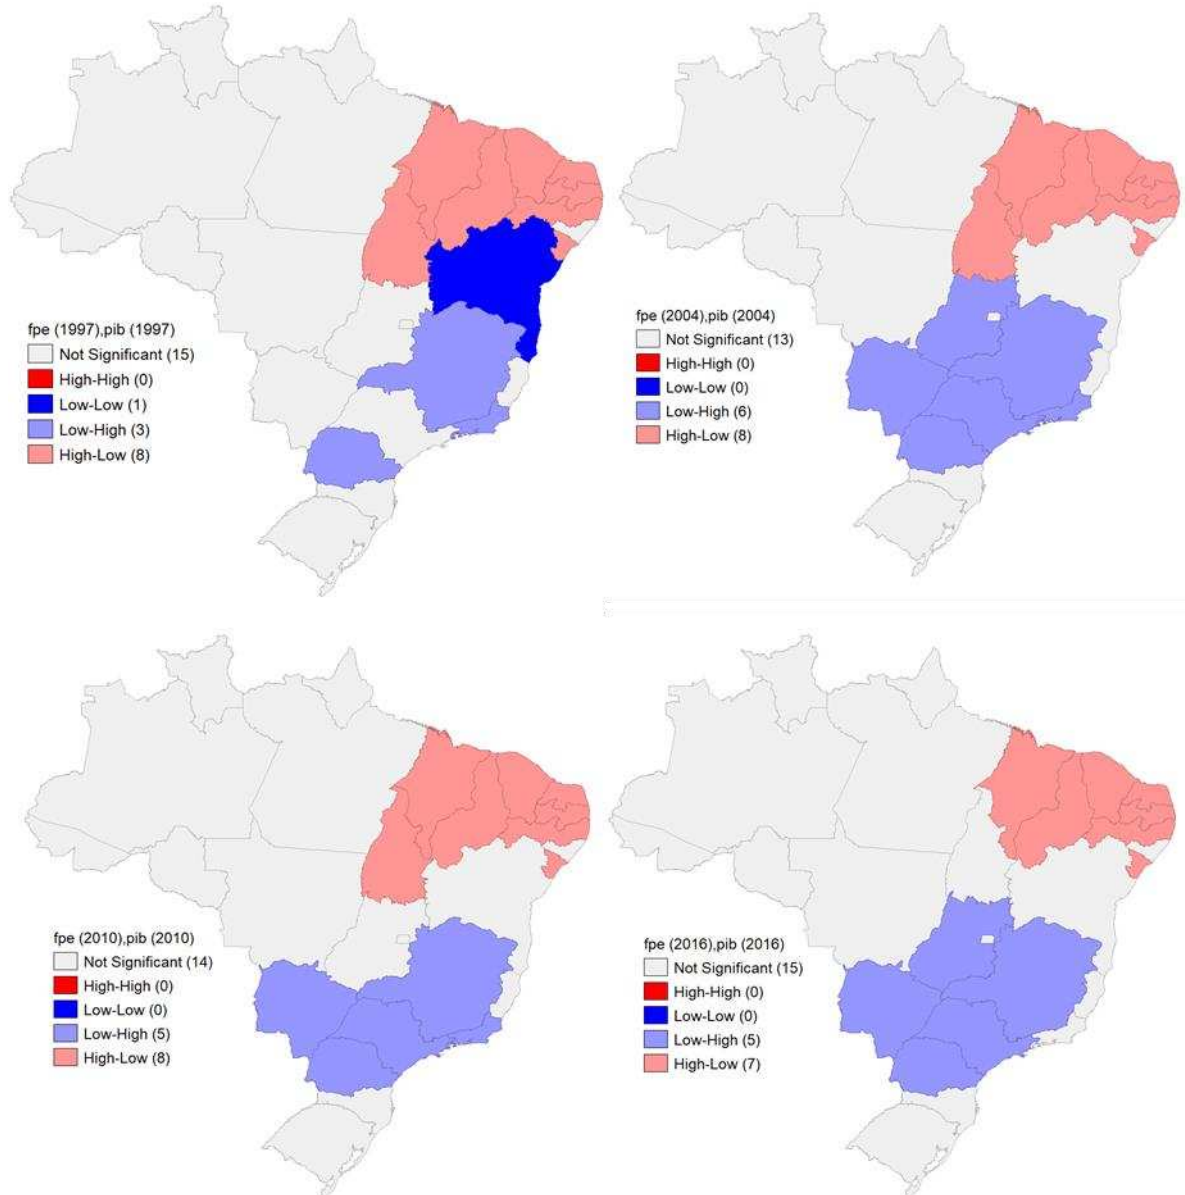 fpe (1997),pib (1997)
Not Significant (15)
High-High (0)
Low-Low (1)
Low-High (3)
High-Low (8)
fpe (2004),pib (2004)
Not Significant (13)
High-High (0)
Low-Low (0)
Low-High (6)
High-Low (8)
fpe (2010),pib (2010)
Not Significant (14)
High-High (0)
Low-Low (0)
Low-High (5)
High-Low (8)
fpe (2016),pib (2016)
Not Significant (15)
High-High (0)
Low-Low (0)
Low-High (5)
High-Low (7)